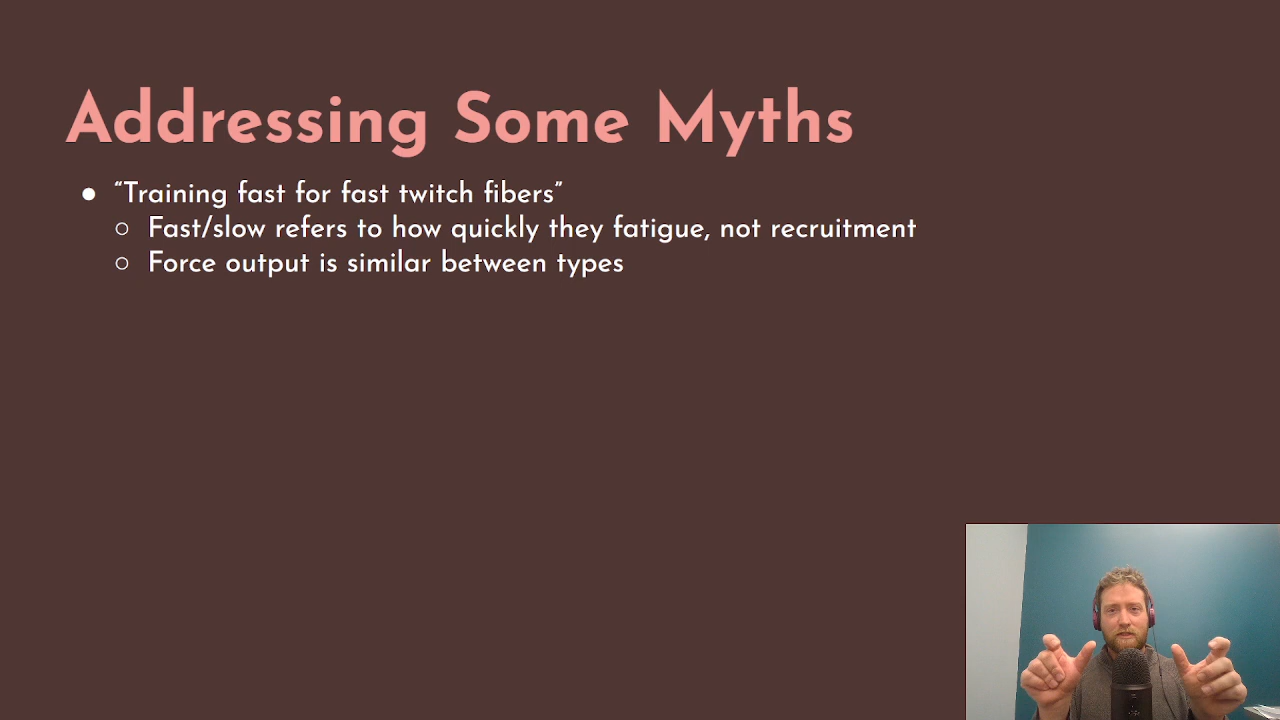 Addressing Some Myths
● “Training fast for fast twitch fibers”
○ Fast/slow refers to how quickly they fatigue, not recruitment
○ Force output is similar between types